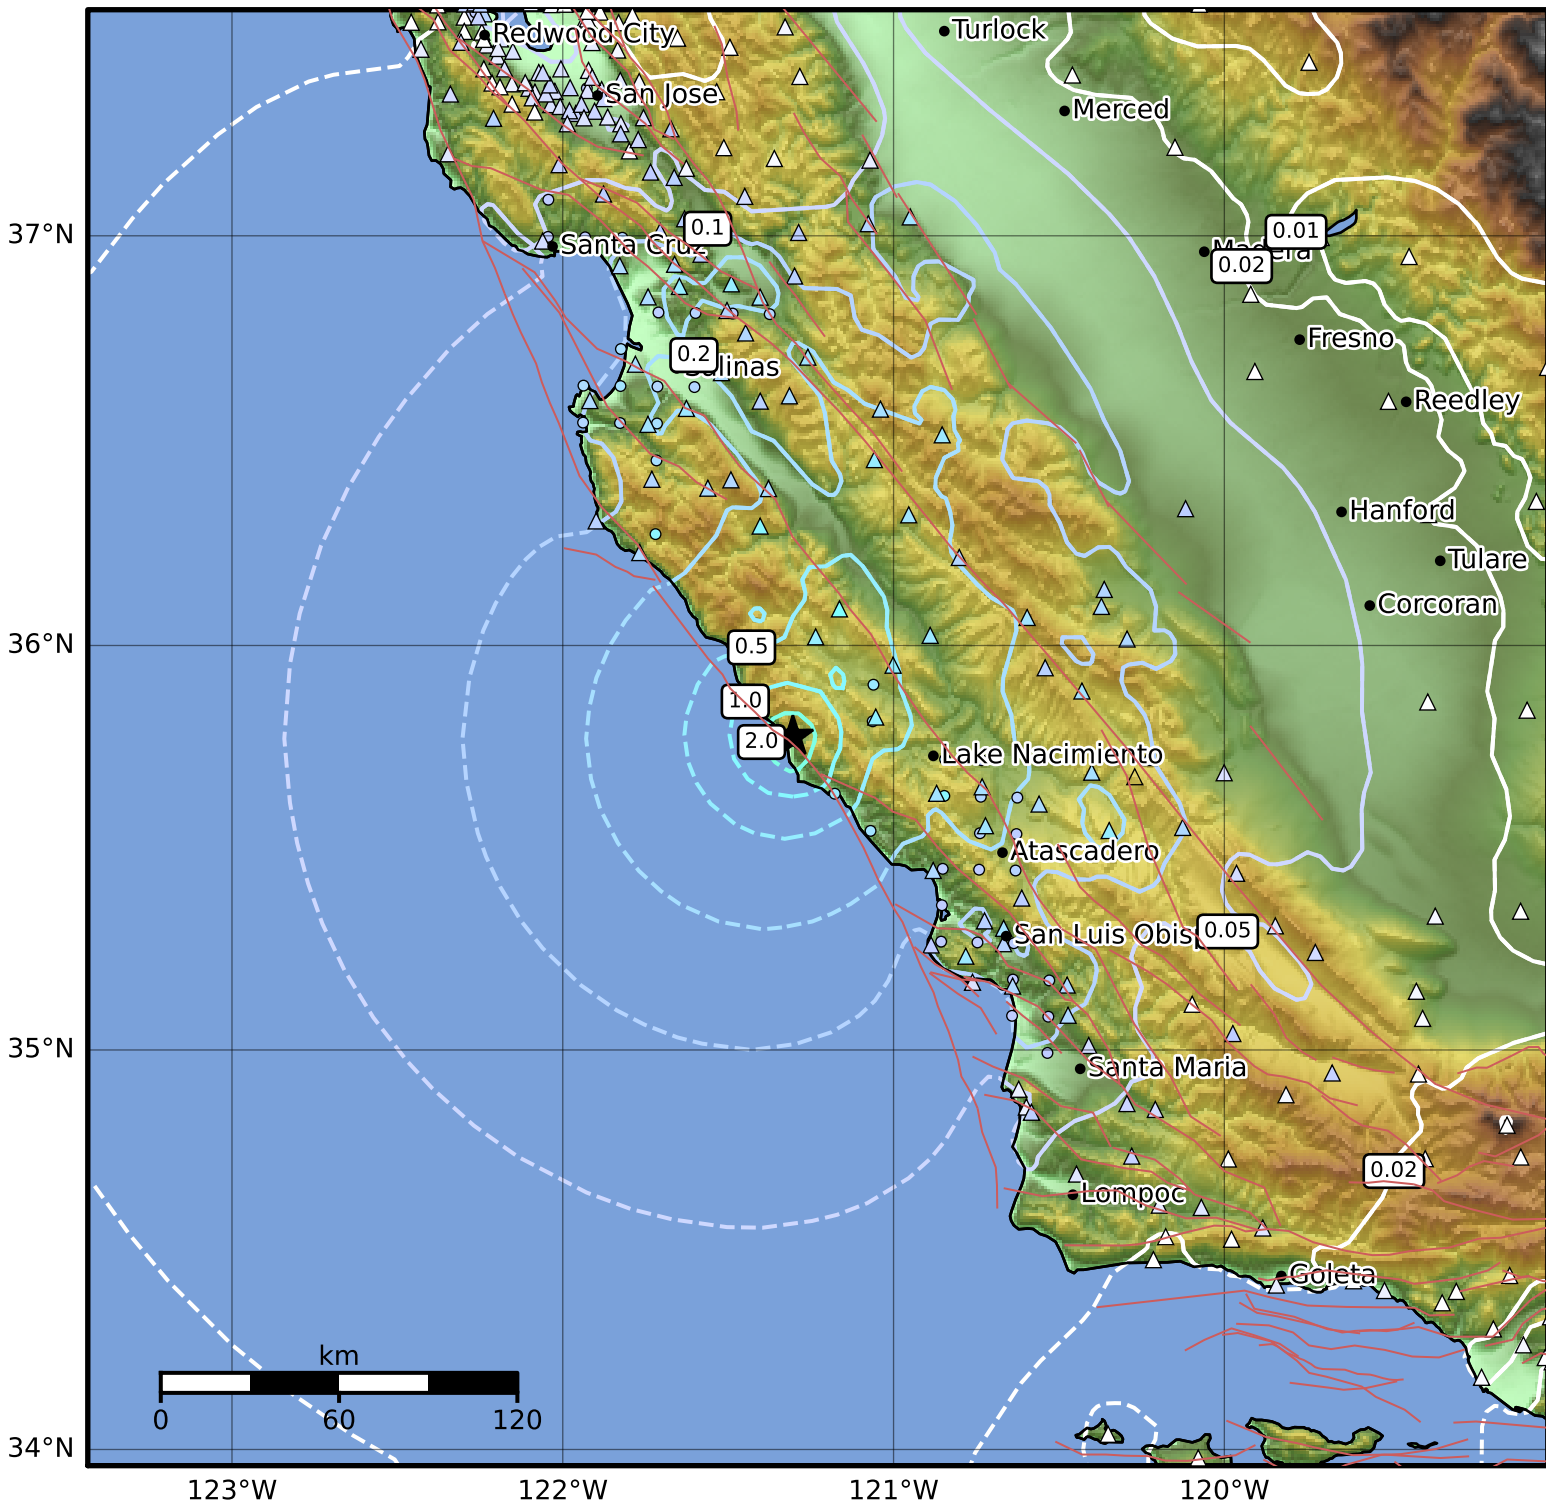 Turlock
Redwood City
San Jose
Merced
37°N
0.1
0.01
Santa Cruz
Madera
0.02
Fresno
0.2
Salinas
Reedley
Hanford
Tulare
Corcoran
36°N
0.5
1.0
2.0
Lake Nacimiento
Atascadero
San Luis Obisp
0.05
35°N
Santa Maria
0.02
Lompoc
Goleta
km
0
60
120
34°N
123°W
122°W
121°W
120°W